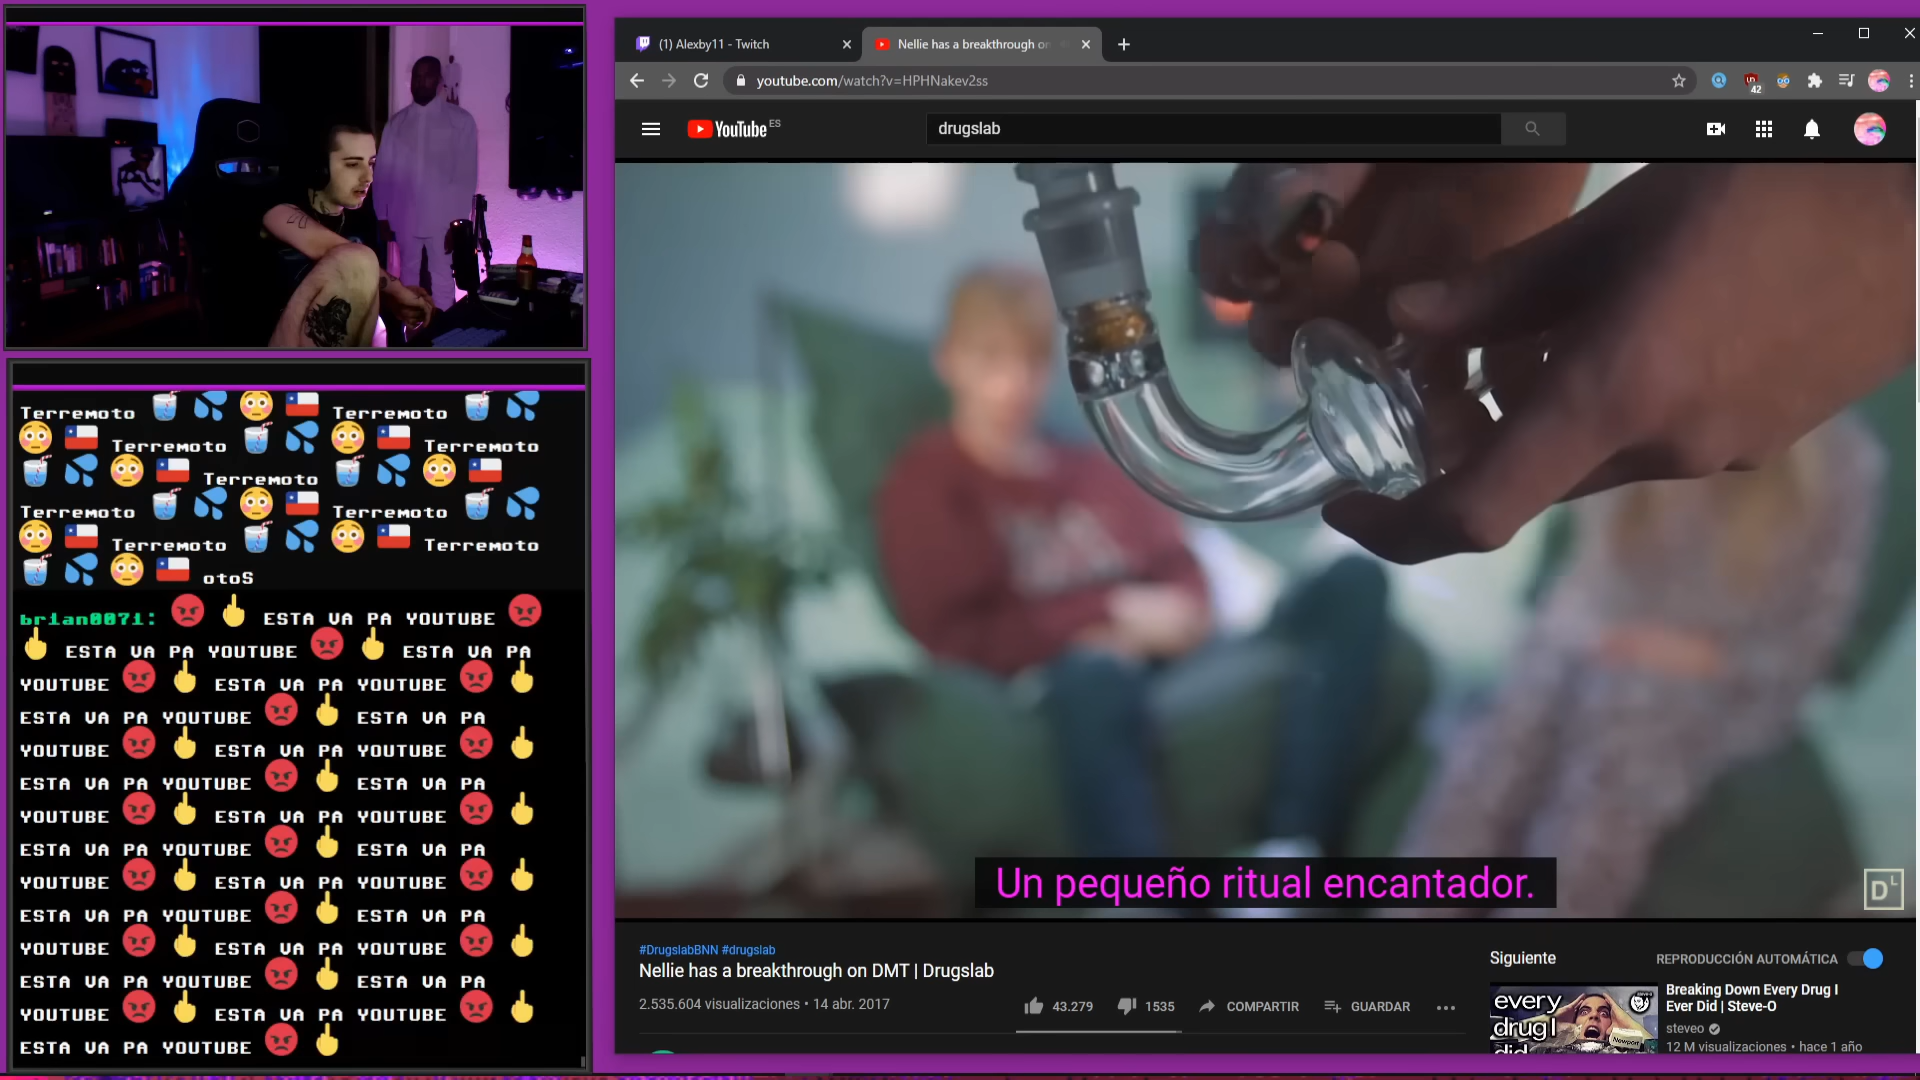 Terremoto 🥤 💦 😳 🇨🇱 Terremoto 🥤 💦
😳 🇨🇱 Terremoto 🥤 💦 😳 🇨🇱 Terremoto
🥤 💦 😳 🇨🇱 Terremoto 🥤 💦 😳 🇨🇱
Terremoto 🥤 💦 😳 🇨🇱 Terremoto 🥤 💦
😳 🇨🇱 Terremoto 🥤 💦 😳 🇨🇱 Terremoto
🥤 💦 😳 🇨🇱 otoS
brian0071: 😡 🖕 ESTA VA PA YOUTUBE 😡
🖕 ESTA VA PA YOUTUBE 😡 🖕 ESTA VA PA
YOUTUBE 😡 🖕 ESTA VA PA YOUTUBE 😡 🖕
ESTA VA PA YOUTUBE 😡 🖕 ESTA VA PA
YOUTUBE 😡 🖕 ESTA VA PA YOUTUBE 😡 🖕
ESTA VA PA YOUTUBE 😡 🖕 ESTA VA PA
YOUTUBE 😡 🖕 ESTA VA PA YOUTUBE 😡 🖕
ESTA VA PA YOUTUBE 😡 🖕 ESTA VA PA
YOUTUBE 😡 🖕 ESTA VA PA YOUTUBE 😡 🖕
ESTA VA PA YOUTUBE 😡 🖕 ESTA VA PA
YOUTUBE 😡 🖕 ESTA VA PA YOUTUBE 😡 🖕
ESTA VA PA YOUTUBE 😡 🖕 ESTA VA PA
YOUTUBE 😡 🖕 ESTA VA PA YOUTUBE 😡 🖕
ESTA VA PA YOUTUBE 😡 🖕
(1) Alexby11 - Twitch
Nellie has a breakthrough on
youtube.com/watch?v=HPHNakev2ss
42
YouTube ES
drugslab
Un pequeño ritual encantador.
DL
#DrugslabBNN #drugslab
Nellie has a breakthrough on DMT | Drugslab
2.535.604 visualizaciones • 14 abr. 2017
43.279
1535
COMPARTIR
GUARDAR
Siguiente
REPRODUCCIÓN AUTOMÁTICA
every
drug I
did
Newport
Breaking Down Every Drug I
Ever Did | Steve-O
steveo
12 M visualizaciones • hace 1 año